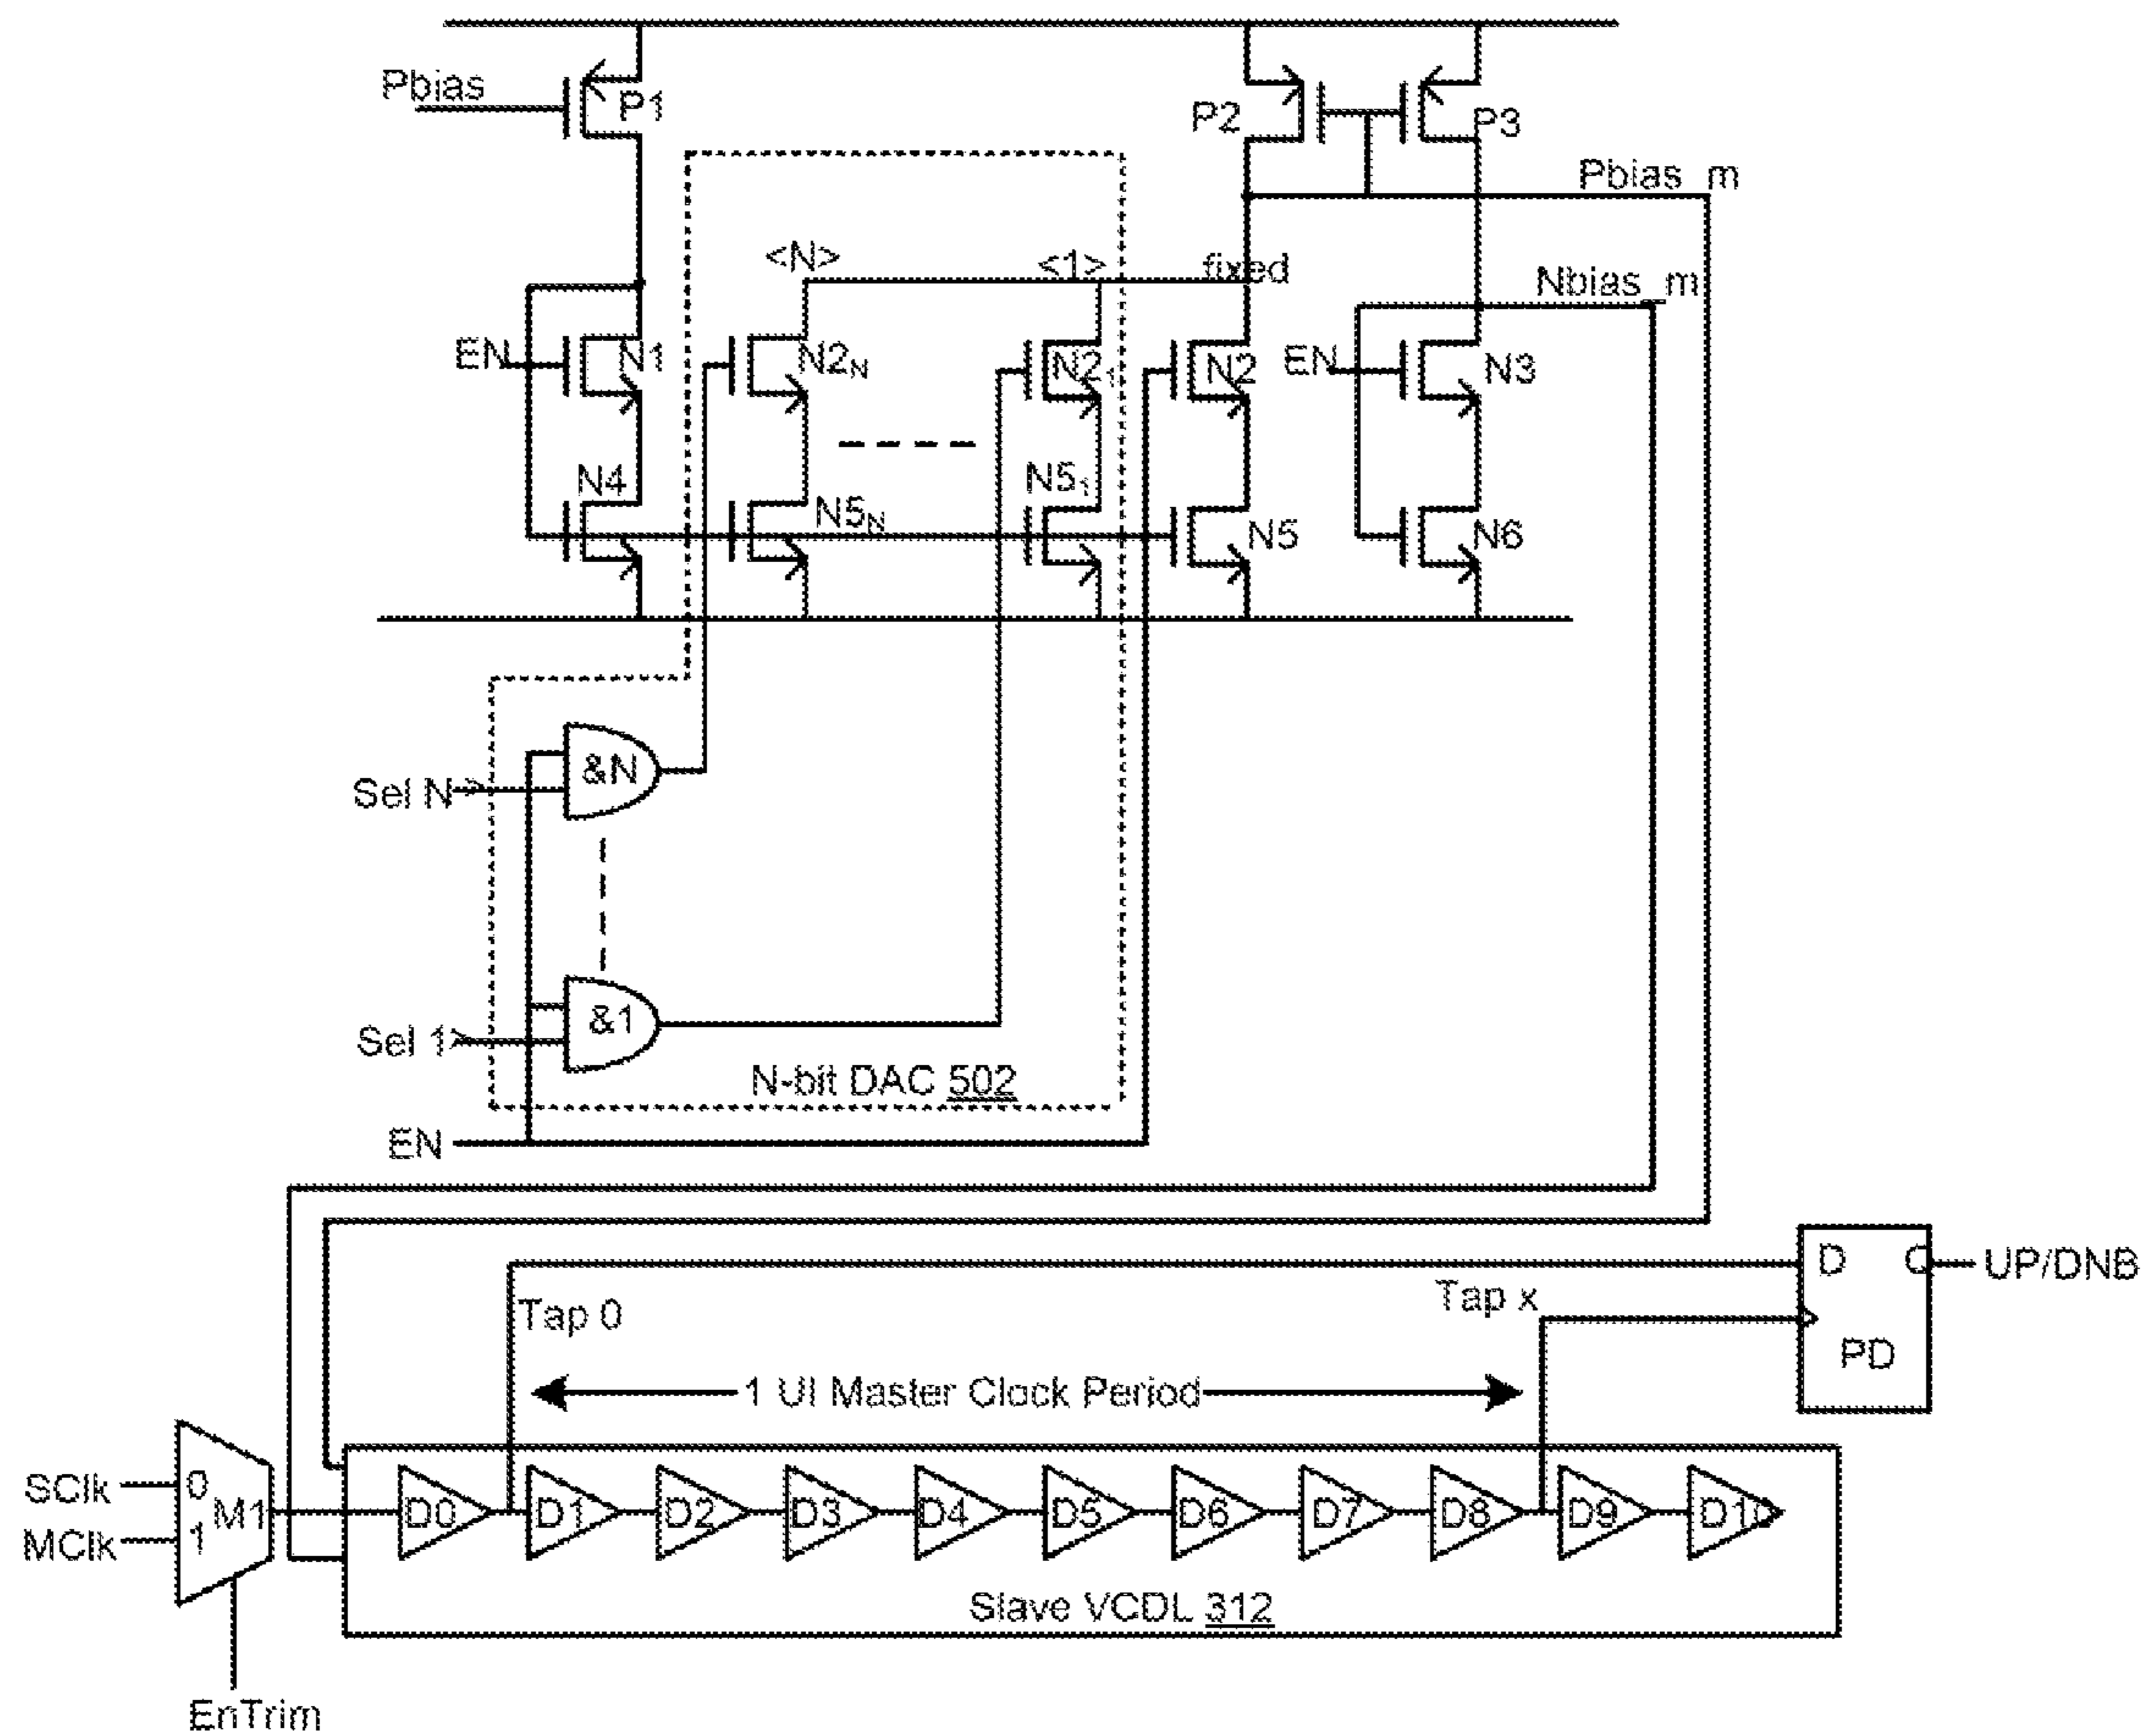 Pbias
P1
P2
P3
Pbias_m
<N>
<1>
fixed
Nbias_m
EN
N1
N2N
N21
N2
EN
N3
N4
N5N
N51
N5
N6
Sel N>
&N
Sel 1>
&1
N-bit DAC 502
EN
D
Q
UP/DNB
Tap 0
Tap x
PD
1 UI Master Clock Period
SClk
0
MClk
1
M1
D0
D1
D2
D3
D4
D5
D6
D7
D8
D9
D10
Slave VCDL 312
EnTrim